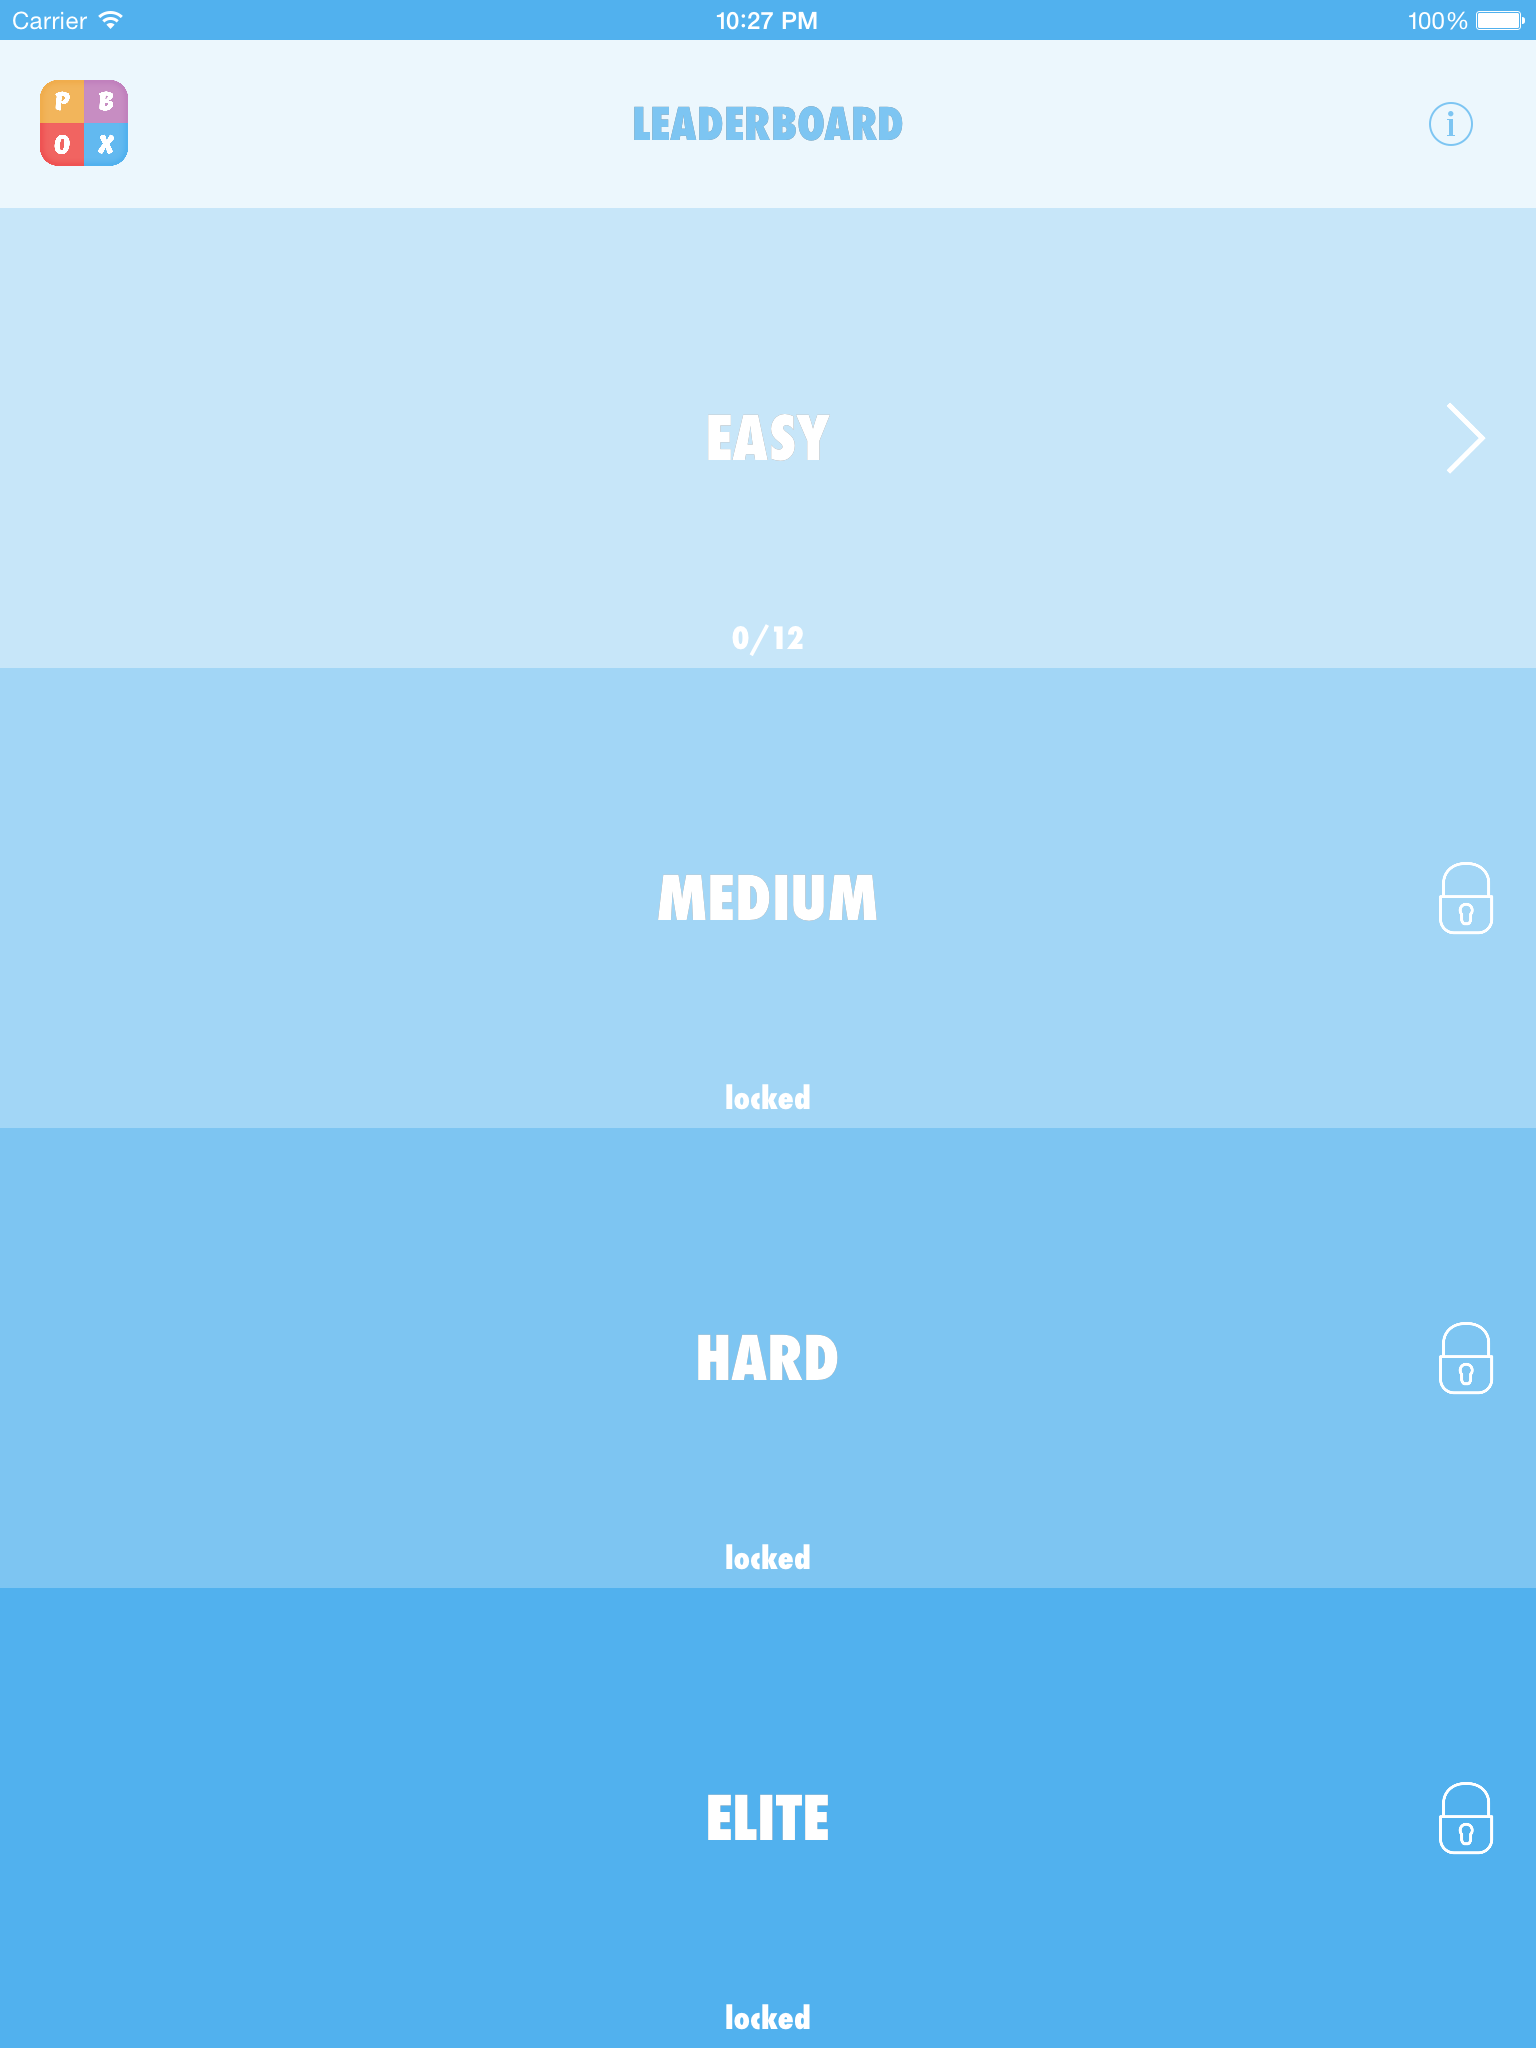 Carrier 10:27 PM 100%
P B
O X
LEADERBOARD
i
EASY
0/12
MEDIUM
locked
HARD
locked
ELITE
locked